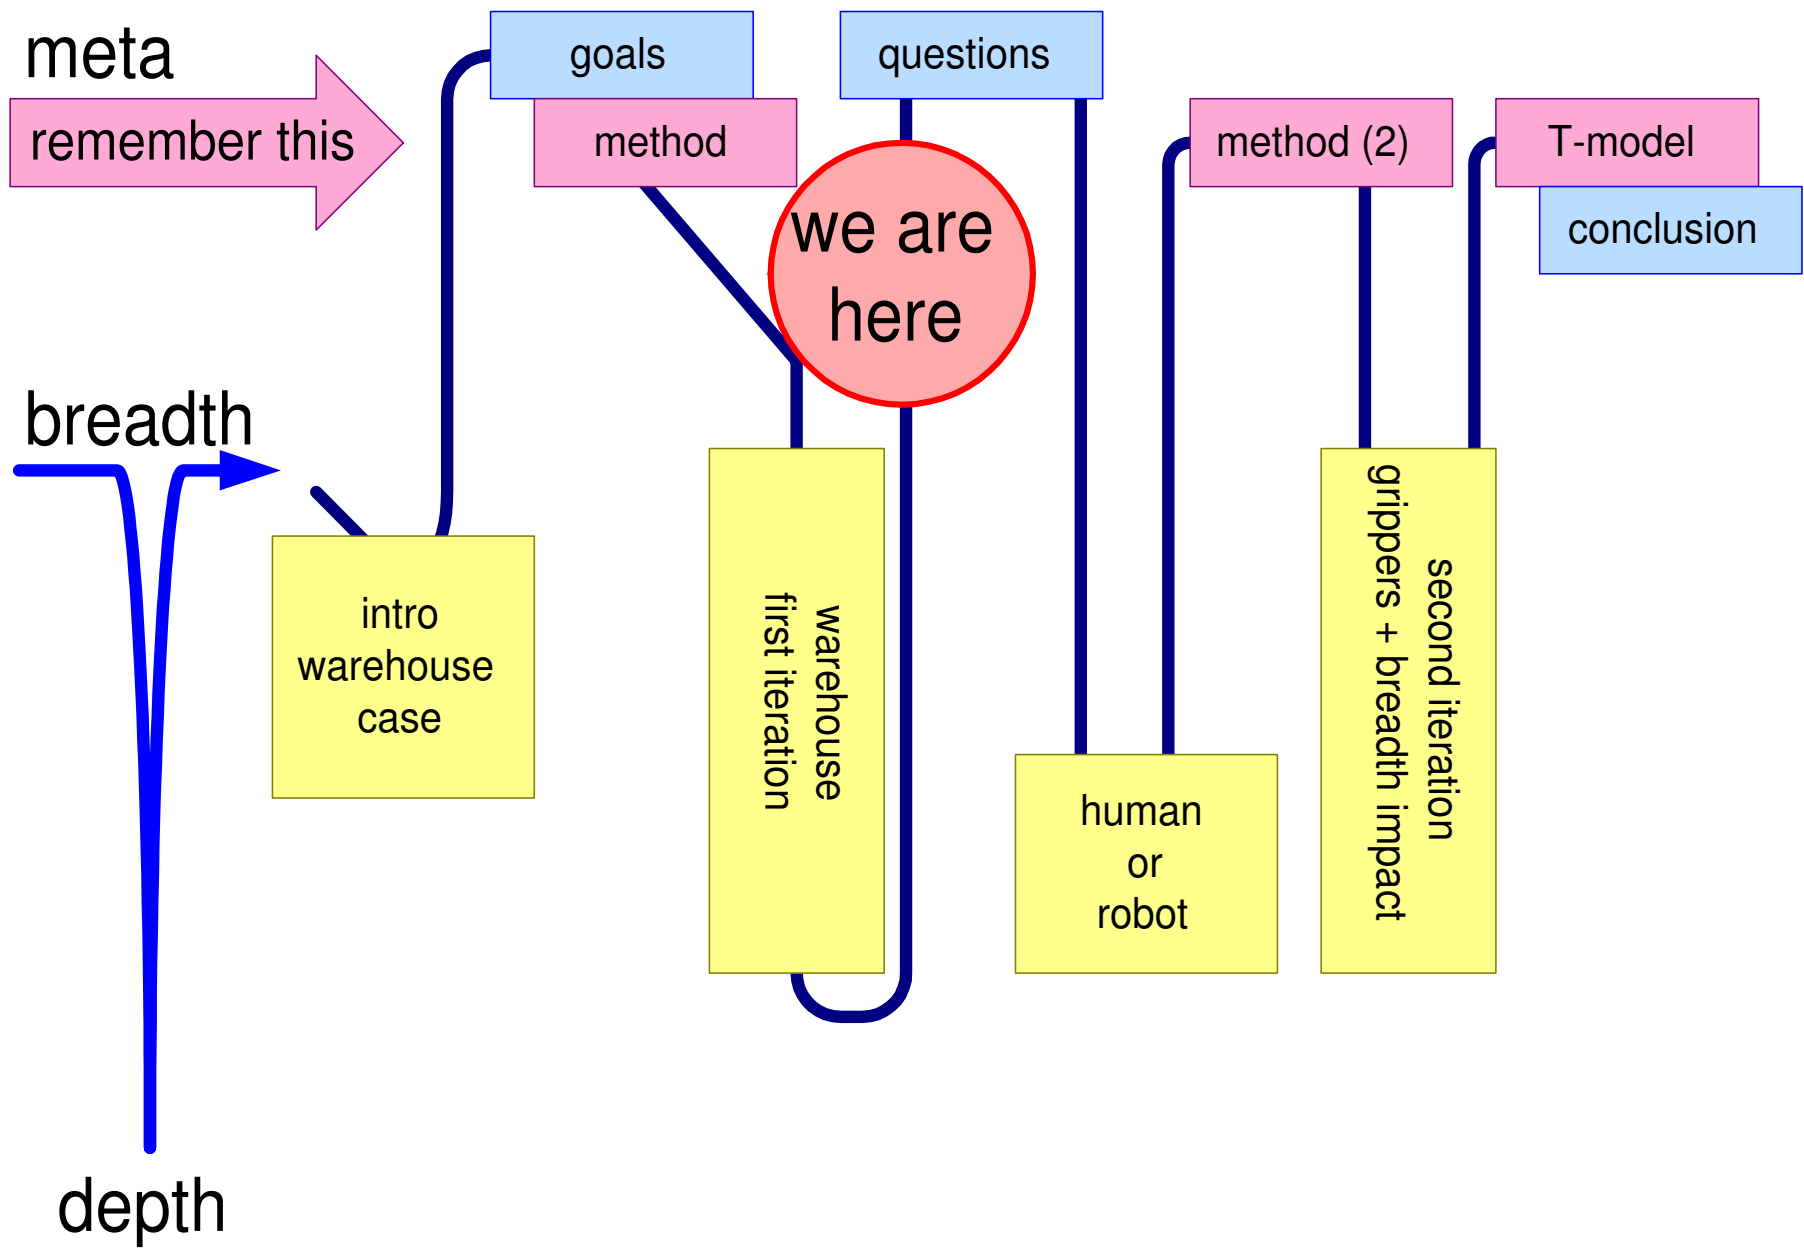 meta
remember this
goals
method
questions
we are
here
method (2)
T-model
conclusion
breadth
intro
warehouse
case
warehouse
first iteration
human
or
robot
second iteration
grippers + breadth impact
depth